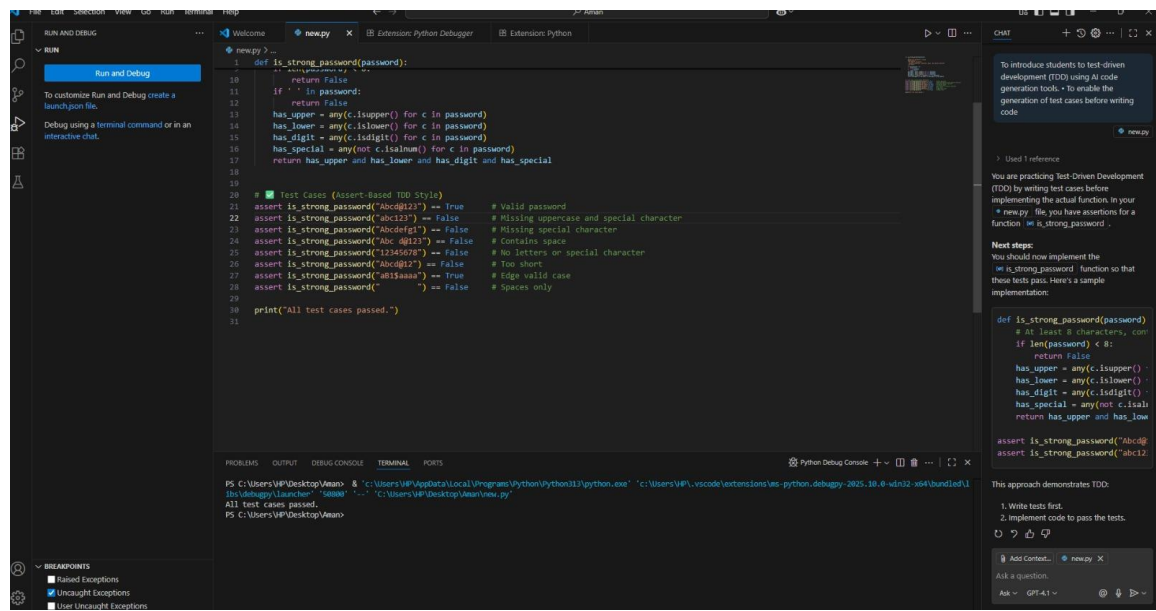 File Edit Selection View Go Run Terminal Help
Aman
RUN AND DEBUG
RUN
Run and Debug
To customize Run and Debug create a
launch.json file.
Debug using a terminal command or in an
interactive chat.
Welcome
new.py
Extension: Python Debugger
Extension: Python
new.py > ...
1 def is_strong_password(password):
10 return False
11 if ' ' in password:
12 return False
13 has_upper = any(c.isupper() for c in password)
14 has_lower = any(c.islower() for c in password)
15 has_digit = any(c.isdigit() for c in password)
16 has_special = any(not c.isalnum() for c in password)
17 return has_upper and has_lower and has_digit and has_special
18
19
20 # ✅ Test Cases (Assert-Based TDD Style)
21 assert is_strong_password("Abcd@123") == True # Valid password
22 assert is_strong_password("abc123") == False # Missing uppercase and special character
23 assert is_strong_password("Abcdefg1") == False # Missing special character
24 assert is_strong_password("Abc d@123") == False # Contains space
25 assert is_strong_password("12345678") == False # No letters or special character
26 assert is_strong_password("Abcd@12") == False # Too short
27 assert is_strong_password("aB1$aaaa") == True # Edge valid case
28 assert is_strong_password("        ") == False # Spaces only
29
30 print("All test cases passed.")
31
PROBLEMS OUTPUT DEBUG CONSOLE TERMINAL PORTS
Python Debug Console
PS C:\Users\HP\Desktop\Aman> & 'c:\Users\HP\AppData\Local\Programs\Python\Python313\python.exe' 'c:\Users\HP\.vscode\extensions\ms-python.debugpy-2025.10.0-win32-x64\bundled\l
ibs\debugpy\launcher' '50800' '--' 'C:\Users\HP\Desktop\Aman\new.py'
All test cases passed.
PS C:\Users\HP\Desktop\Aman>
BREAKPOINTS
Raised Exceptions
Uncaught Exceptions
User Uncaught Exceptions
CHAT
To introduce students to test-driven
development (TDD) using AI code
generation tools. • To enable the
generation of test cases before writing
code
new.py
> Used 1 reference
You are practicing Test-Driven Development
(TDD) by writing test cases before
implementing the actual function. In your
new.py file, you have assertions for a
function is_strong_password .
Next steps:
You should now implement the
is_strong_password function so that
these tests pass. Here's a sample
implementation:
def is_strong_password(password)
# At least 8 characters, con
if len(password) < 8:
return False
has_upper = any(c.isupper()
has_lower = any(c.islower()
has_digit = any(c.isdigit()
has_special = any(not c.isal
return has_upper and has_low
assert is_strong_password("Abcd@
assert is_strong_password("abc12
This approach demonstrates TDD:
1. Write tests first.
2. Implement code to pass the tests.
Add Context...
new.py
Ask a question.
Ask
GPT-4.1